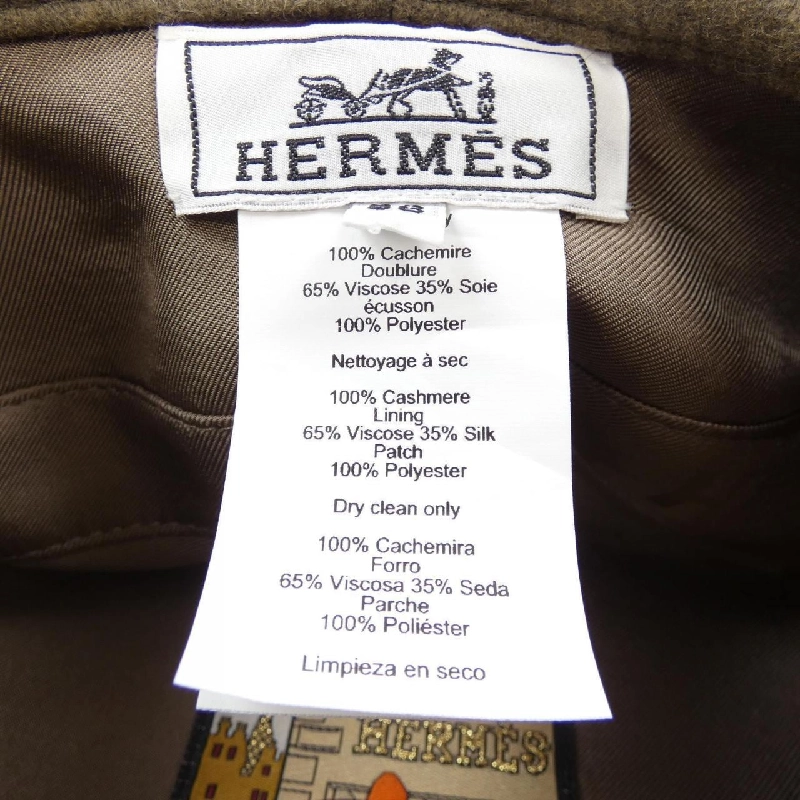 HERMÈS
100% Cachemire
Doublure
65% Viscose 35% Soie
écusson
100% Polyester
Nettoyage à sec
100% Cashmere
Lining
65% Viscose 35% Silk
Patch
100% Polyester
Dry clean only
100% Cachemira
Forro
65% Viscosa 35% Seda
Parche
100% Poliéster
Limpieza en seco
HERMÈS